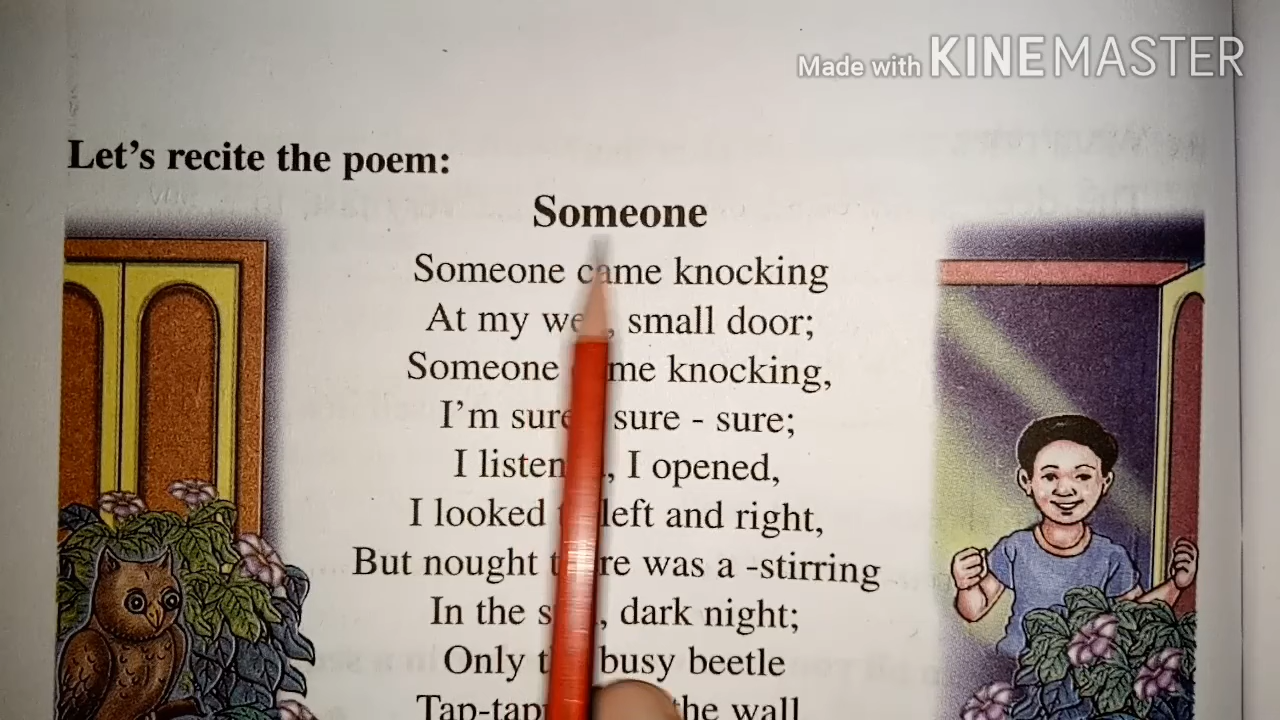 Made with KINEMASTER
Let's recite the poem:
Someone
Someone came knocking
At my small door;
Someone knocking,
I'm sure sure - sure;
I I opened,
I looked left and right,
But nought was a -stirring
In the dark night;
Only busy beetle
the wall